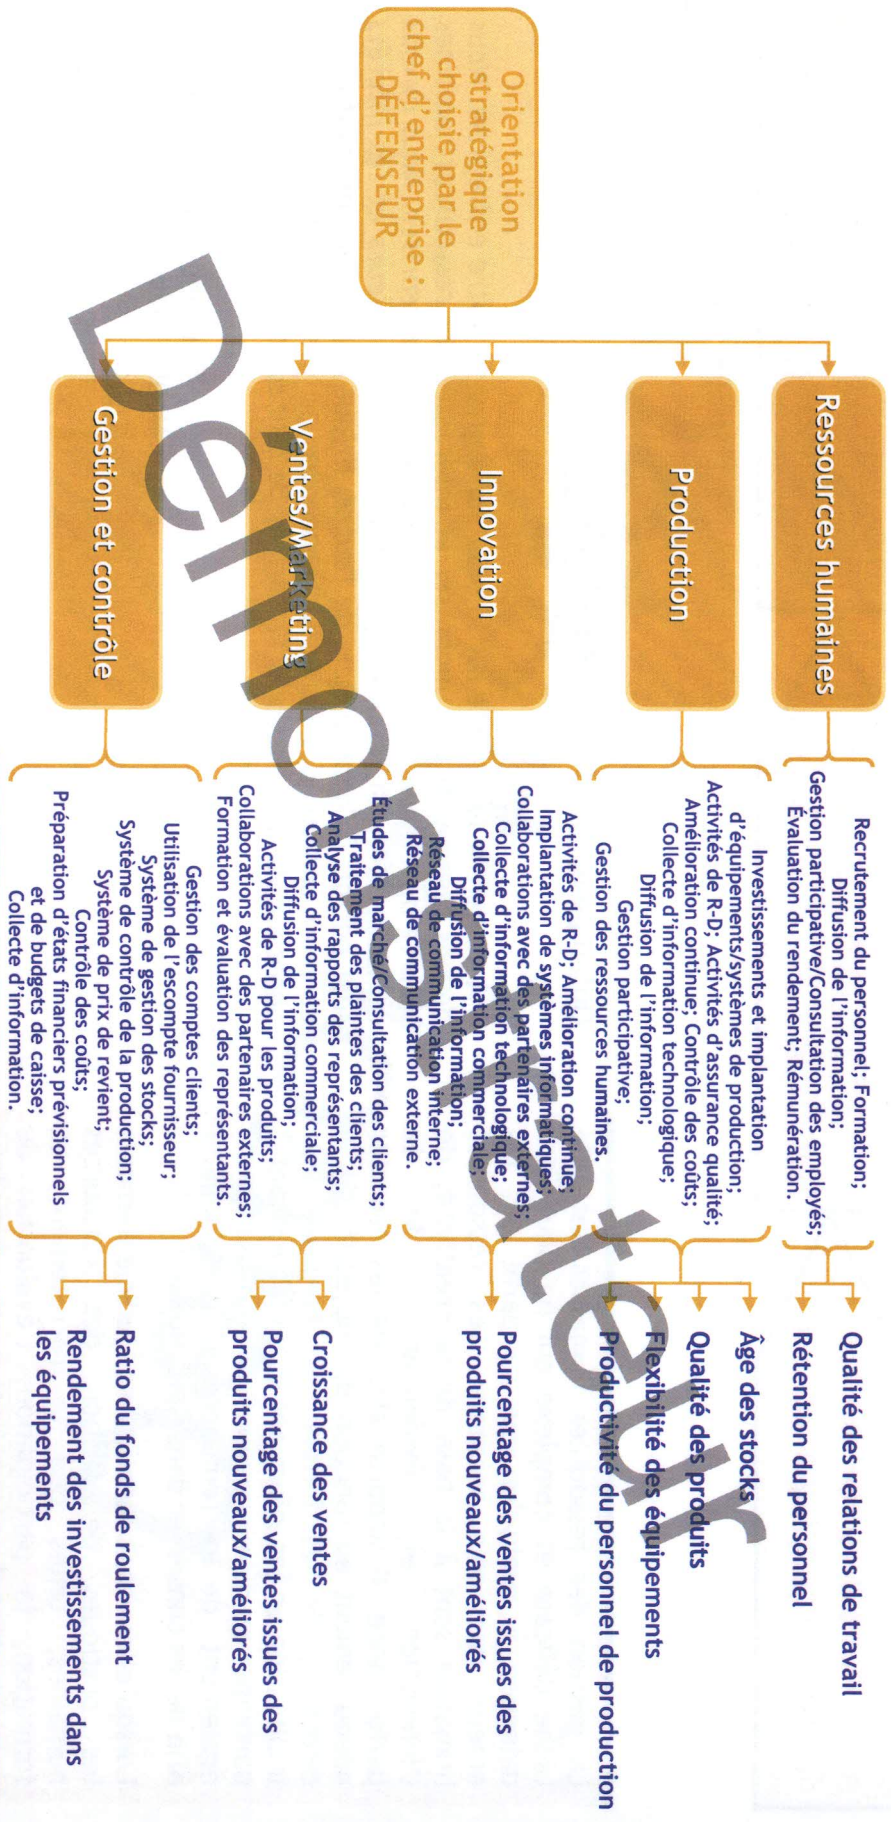 Orientation
stratégique
choisie par le
chef d'entreprise :
DÉFENSEUR
Ressources humaines
Recrutement du personnel; Formation;
Diffusion de l'information;
Gestion participative/Consultation des employés;
Évaluation du rendement; Rémunération.
Qualité des relations de travail
Rétention du personnel
Production
Investissements et implantation
d'équipements/systèmes de production;
Activités de R-D; Activités d'assurance qualité;
Amélioration continue; Contrôle des coûts;
Collecte d'information technologique;
Diffusion de l'information;
Gestion participative;
Gestion des ressources humaines.
Âge des stocks
Qualité des produits
Flexibilité des équipements
Productivité du personnel de production
Innovation
Activités de R-D; Amélioration continue;
Implantation de systèmes informatiques;
Collaborations avec des partenaires externes;
Collecte d'information technologique;
Collecte d'information commerciale;
Diffusion de l'information;
Réseau de communication interne;
Réseau de communication externe.
Pourcentage des ventes issues des
produits nouveaux/améliorés
Ventes/Marketing
Études de marché/Consultation des clients;
Traitement des plaintes des clients;
Analyse des rapports des représentants;
Collecte d'information commerciale;
Diffusion de l'information;
Activités de R-D pour les produits;
Collaborations avec des partenaires externes;
Formation et évaluation des représentants.
Croissance des ventes
Pourcentage des ventes issues des
produits nouveaux/améliorés
Gestion et contrôle
Gestion des comptes clients;
Utilisation de l'escompte fournisseur;
Système de gestion des stocks;
Système de contrôle de la production;
Système de prix de revient;
Contrôle des coûts;
Préparation d'états financiers prévisionnels
et de budgets de caisse;
Collecte d'information.
Ratio du fonds de roulement
Rendement des investissements dans
les équipements
Démonstrateur